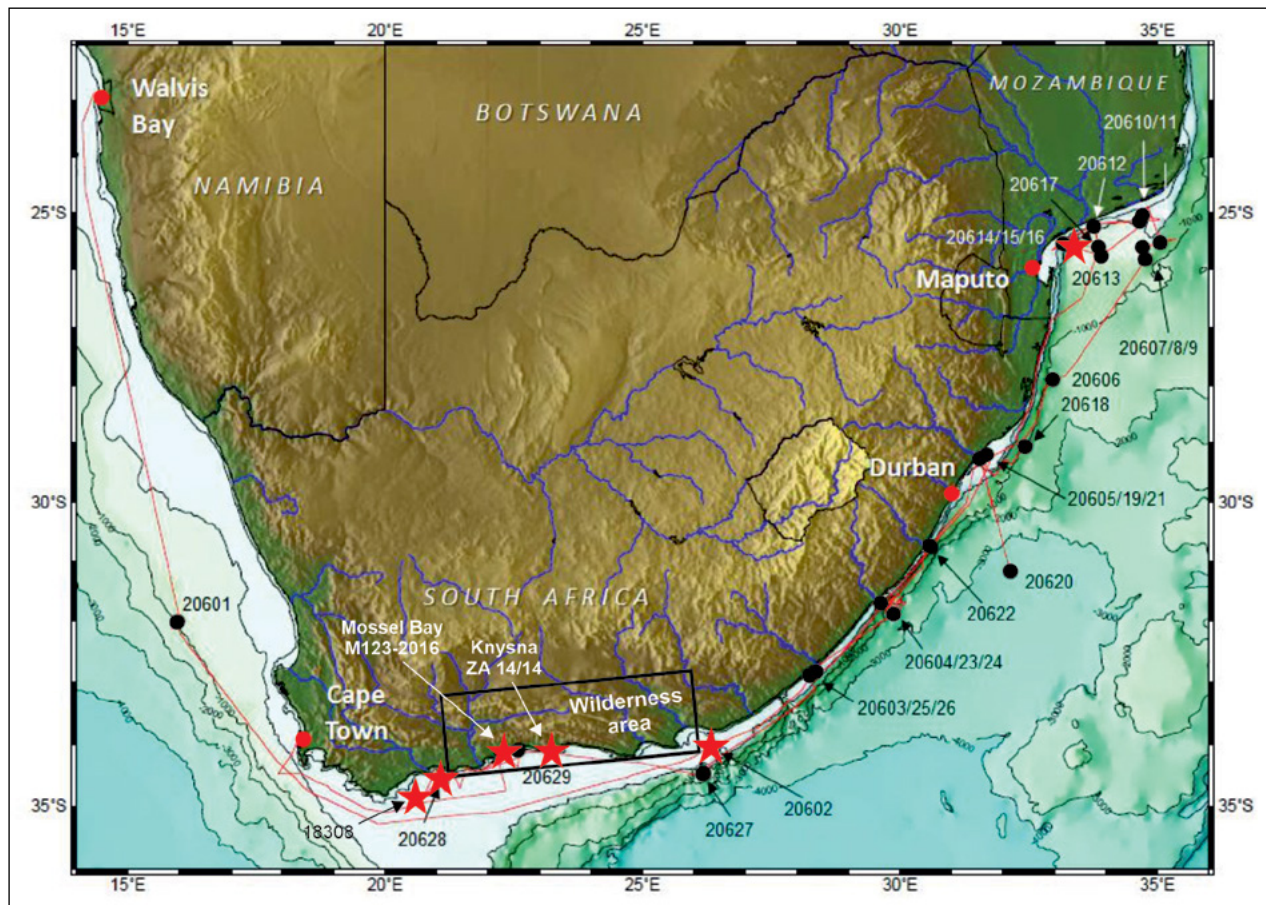 15°E 20°E 25°E 30°E 35°E
Walvis
Bay
BOTSWANA
MOZAMBIQUE
20610/11
20612
NAMIBIA
20617
25°S 25°S
-1000
20614/15/16
Maputo
20613
20607/8/9
-1000
20606
20618
Durban
20605/19/21
30°S 30°S
20620
20601
SOUTH AFRICA
20622
Mossel Bay
M123-2016
Knysna
ZA 14/14
20604/23/24
Cape
Town
Wilderness
area
20603/25/26
20629
20602
35°S 35°S
18308
20628
20627
15°E 20°E 25°E 30°E 35°E